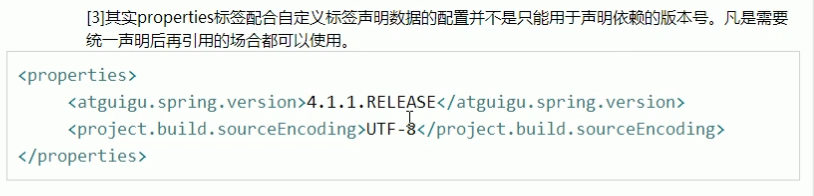 [3]其实properties标签配合自定义标签声明数据的配置并不是只能用于声明依赖的版本号。凡是需要
统一声明后再引用的场合都可以使用。
<properties>
<atguigu.spring.version>4.1.1.RELEASE</atguigu.spring.version>
<project.build.sourceEncoding>UTF-8</project.build.sourceEncoding>
</properties>